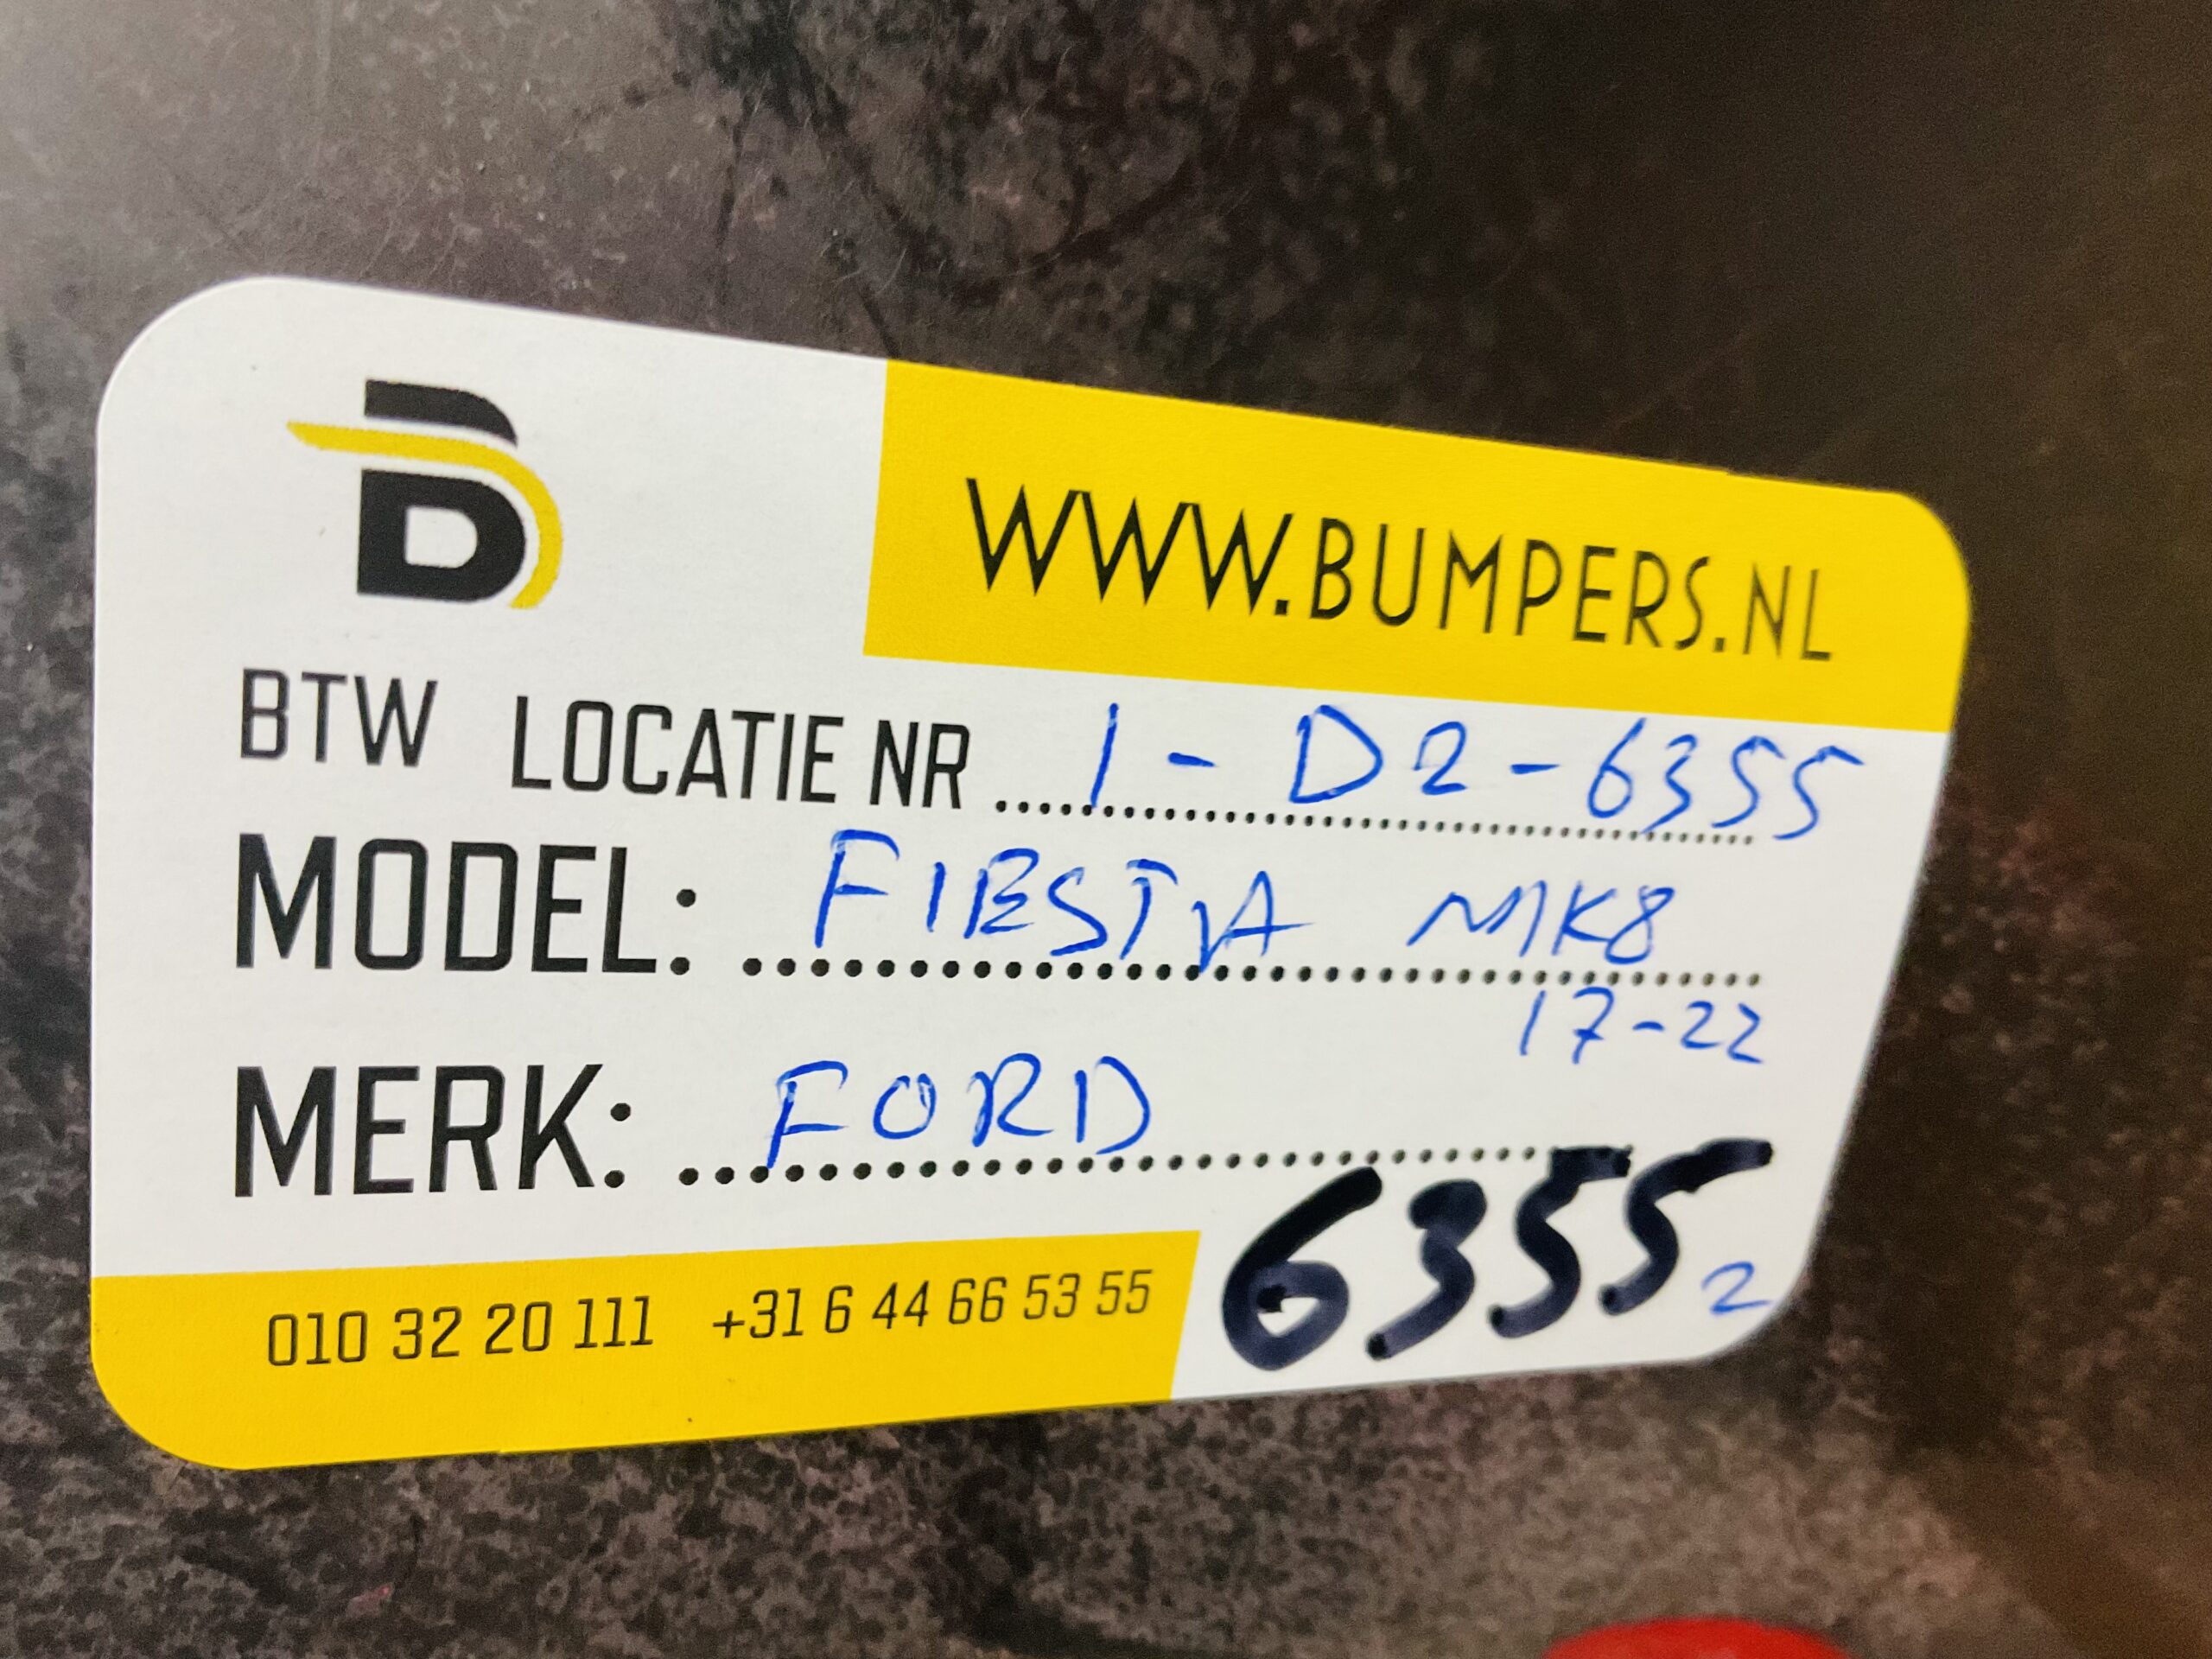 B
WWW.BUMPERS.NL
BTW LOCATIE NR 1 - D2 - 6355
MODEL: FIESTA MK8
17-22
MERK: FORD
6355 2
010 32 20 111 +31 6 44 66 53 55